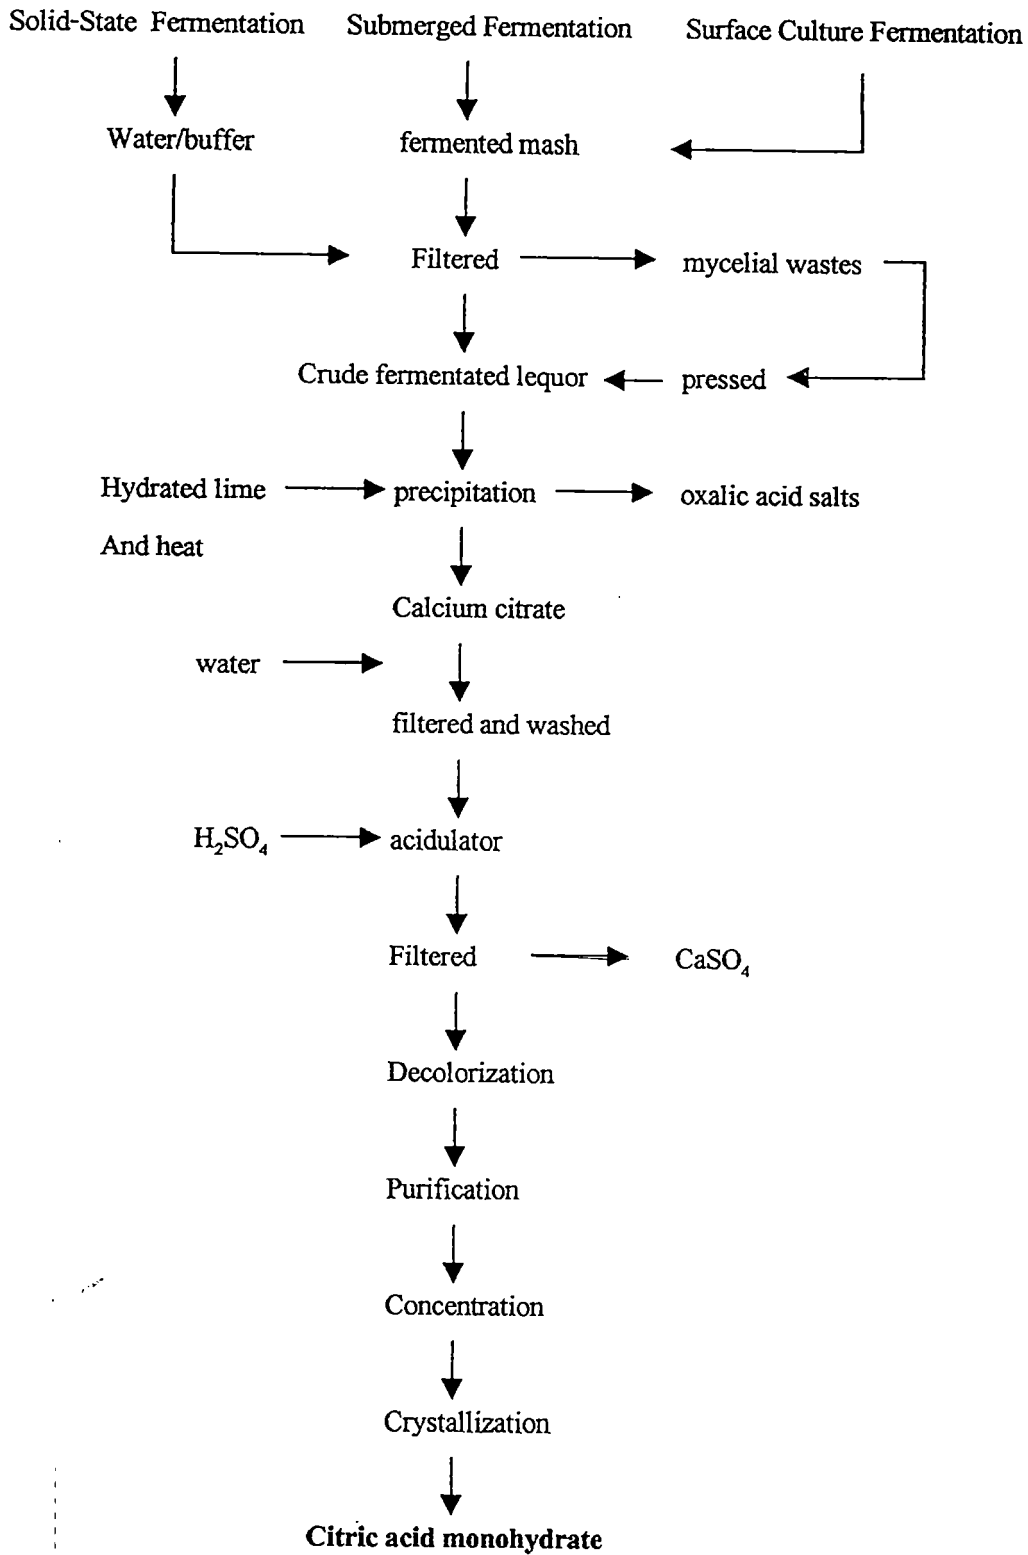 Solid-State Fermentation
Submerged Fermentation
Surface Culture Fermentation
Water/buffer
fermented mash
Filtered
mycelial wastes
Crude fermentated lequor
pressed
Hydrated lime
precipitation
oxalic acid salts
And heat
Calcium citrate
water
filtered and washed
H₂SO₄
acidulator
Filtered
CaSO₄
Decolorization
Purification
Concentration
Crystallization
Citric acid monohydrate